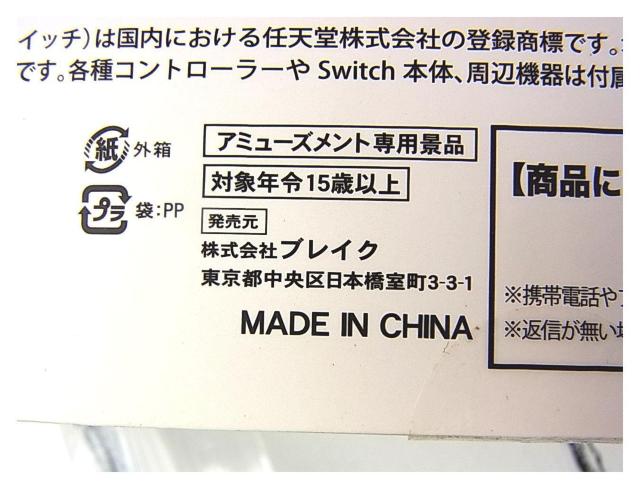 イッチ)は国内における任天堂株式会社の登録商標です。
です。各種コントローラーや Switch 本体、周辺機器は付属
紙 外箱
プラ 袋:PP
アミューズメント専用景品
対象年令15歳以上
発売元
株式会社ブレイク
東京都中央区日本橋室町3-3-1
MADE IN CHINA
【商品に
※携帯電話や
※返信が無い